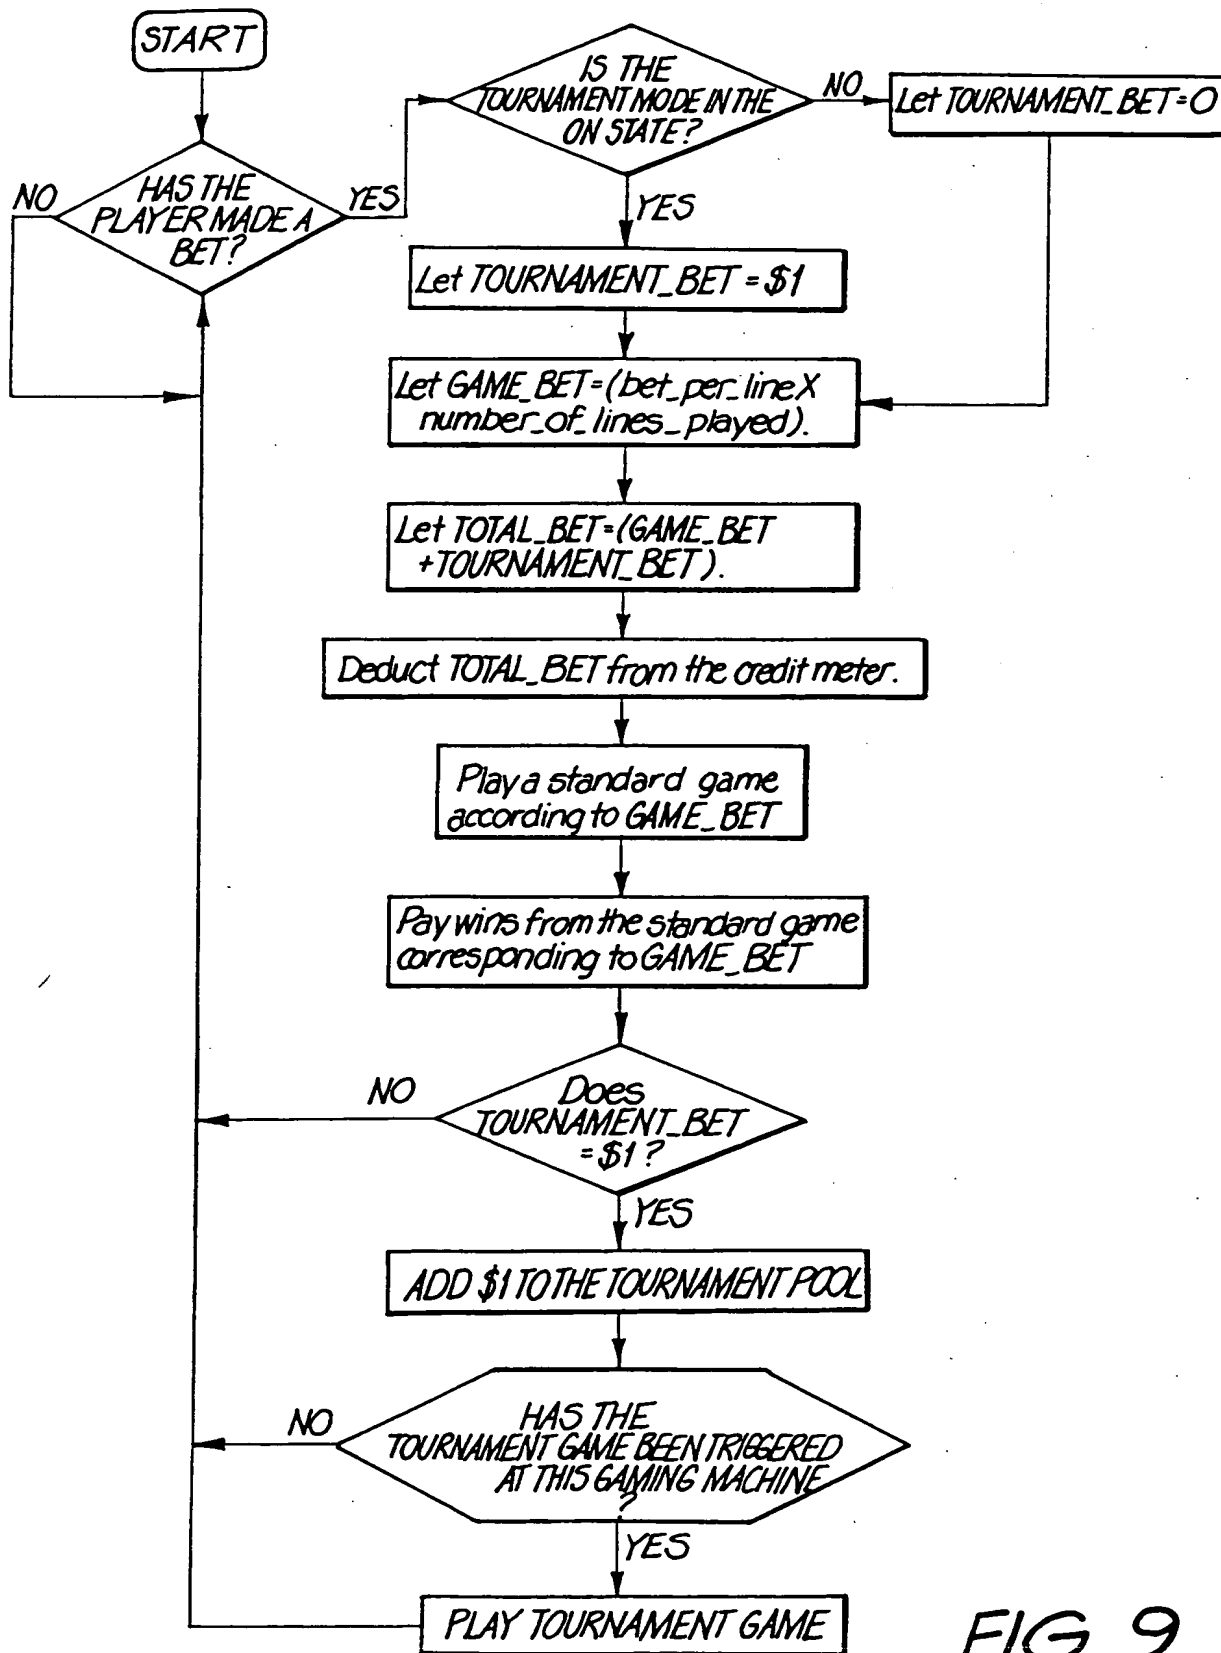 START
IS THE
TOURNAMENT MODE IN THE
ON STATE?
NO
Let TOURNAMENT_BET=0
NO
HAS THE
PLAYER MADE A
BET?
YES
YES
Let TOURNAMENT_BET = $1
Let GAME_BET=(bet_per_line X
number_of_lines_played).
Let TOTAL_BET=(GAME_BET
+TOURNAMENT_BET).
Deduct TOTAL_BET from the credit meter.
Play a standard game
according to GAME_BET
Pay wins from the standard game
corresponding to GAME_BET
NO
Does
TOURNAMENT_BET
= $1 ?
YES
ADD $1 TO THE TOURNAMENT POOL
NO
HAS THE
TOURNAMENT GAME BEEN TRIGGERED
AT THIS GAMING MACHINE
?
YES
PLAY TOURNAMENT GAME
FIG. 9